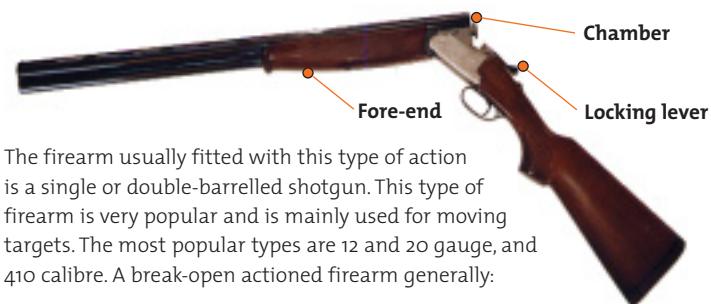 Chamber
Fore-end
Locking lever
The firearm usually fitted with this type of action
is a single or double-barrelled shotgun. This type of
firearm is very popular and is mainly used for moving
targets. The most popular types are 12 and 20 gauge, and
410 calibre. A break-open actioned firearm generally: